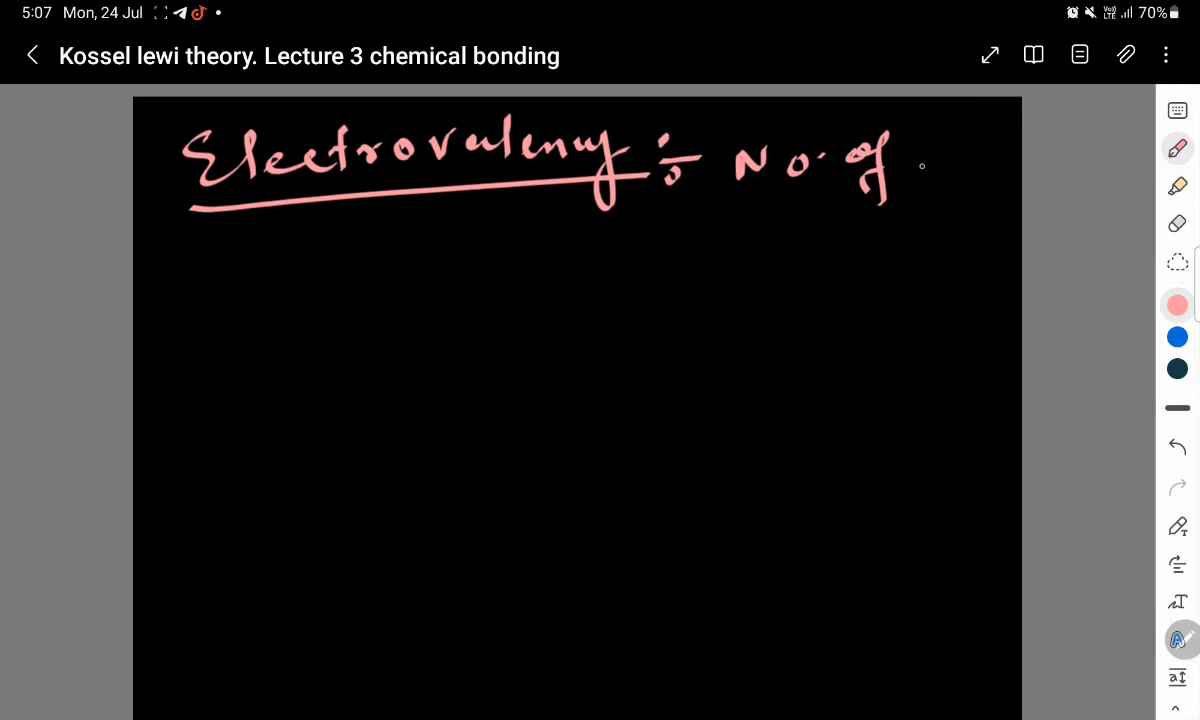 5:07 Mon, 24 Jul 70%
Kossel lewi theory. Lecture 3 chemical bonding
Electrovalency :- No. of